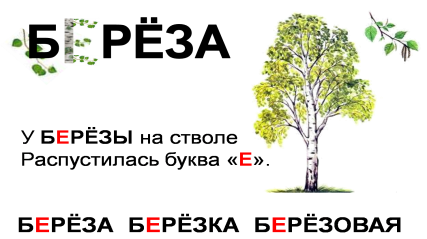 БЕРЁЗА
У БЕРЁЗЫ на стволе
Распустилась буква «Е».
БЕРЁЗА БЕРЁЗКА БЕРЁЗОВАЯ